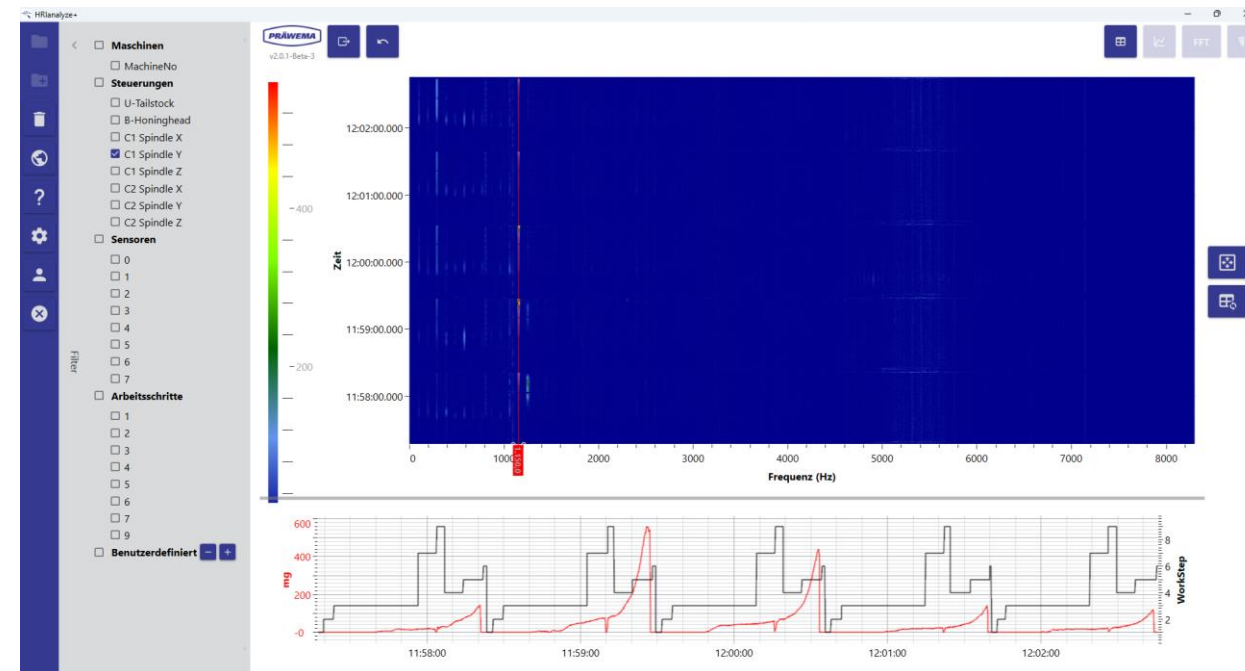 HRIanalyze+
Maschinen
MachineNo
Steuerungen
U-Tailstock
B-Honinghead
C1 Spindle X
C1 Spindle Y
C1 Spindle Z
C2 Spindle X
C2 Spindle Y
C2 Spindle Z
Sensoren
0
1
2
3
4
5
6
7
Arbeitsschritte
1
2
3
4
5
6
7
9
Benutzerdefiniert
Filter
PRÄWEMA
v2.0.1-Beta-3
FFT
400
200
Zeit
12:02:00.000
12:01:00.000
12:00:00.000
11:59:00.000
11:58:00.000
0 1000 2000 3000 4000 5000 6000 7000 8000
Frequenz (Hz)
mg
600
400
200
-0
8
6
4
2
WorkStep
11:58:00 11:59:00 12:00:00 12:01:00 12:02:00